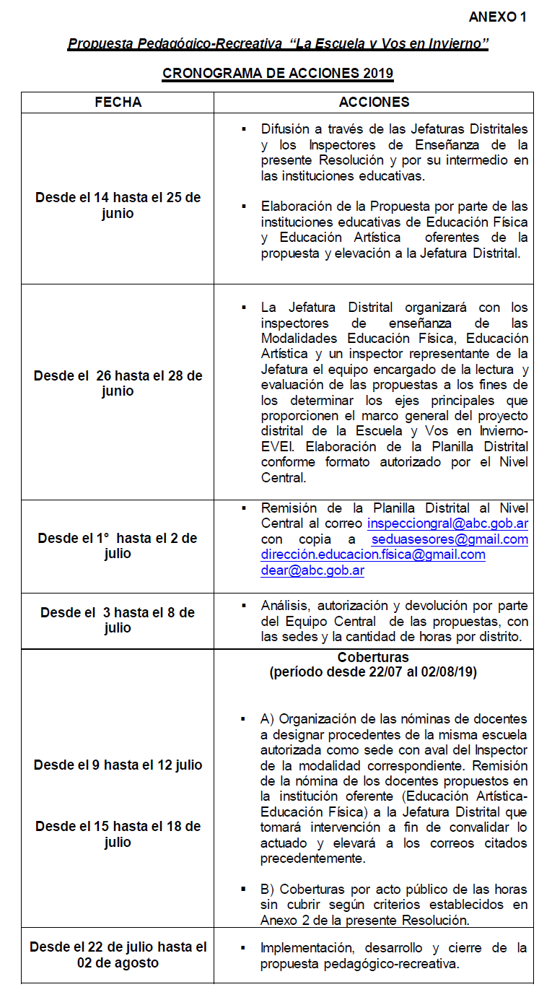 ANEXO 1
Propuesta Pedagógico-Recreativa “La Escuela y Vos en Invierno”
CRONOGRAMA DE ACCIONES 2019
FECHA
ACCIONES
Desde el 14 hasta el 25 de
junio
▪ Difusión a través de las Jefaturas Distritales
y los Inspectores de Enseñanza de la
presente Resolución y por su intermedio en
las instituciones educativas.
▪ Elaboración de la Propuesta por parte de las
instituciones educativas de Educación Física
y Educación Artística oferentes de la
propuesta y elevación a la Jefatura Distrital.
Desde el 26 hasta el 28 de
junio
▪ La Jefatura Distrital organizará con los
inspectores de enseñanza de las
Modalidades Educación Física, Educación
Artística y un inspector representante de la
Jefatura el equipo encargado de la lectura y
evaluación de las propuestas a los fines de
los determinar los ejes principales que
proporcionen el marco general del proyecto
distrital de la Escuela y Vos en Invierno-
EVEI. Elaboración de la Planilla Distrital
conforme formato autorizado por el Nivel
Central.
Desde el 1° hasta el 2 de
julio
▪ Remisión de la Planilla Distrital al Nivel
Central al correo inspecciongral@abc.gob.ar
con copia a seduasesores@gmail.com
dirección.educacion.física@gmail.com
dear@abc.gob.ar
Desde el 3 hasta el 8 de
julio
▪ Análisis, autorización y devolución por parte
del Equipo Central de las propuestas, con
las sedes y la cantidad de horas por distrito.
Desde el 9 hasta el 12 julio
Desde el 15 hasta el 18 de
julio
Coberturas
(período desde 22/07 al 02/08/19)
▪ A) Organización de las nóminas de docentes
a designar procedentes de la misma escuela
autorizada como sede con aval del Inspector
de la modalidad correspondiente. Remisión
de la nómina de los docentes propuestos en
la institución oferente (Educación Artística-
Educación Física) a la Jefatura Distrital que
tomará intervención a fin de convalidar lo
actuado y elevará a los correos citados
precedentemente.
▪ B) Coberturas por acto público de las horas
sin cubrir según criterios establecidos en
Anexo 2 de la presente Resolución.
Desde el 22 de julio hasta el
02 de agosto
▪ Implementación, desarrollo y cierre de la
propuesta pedagógico-recreativa.